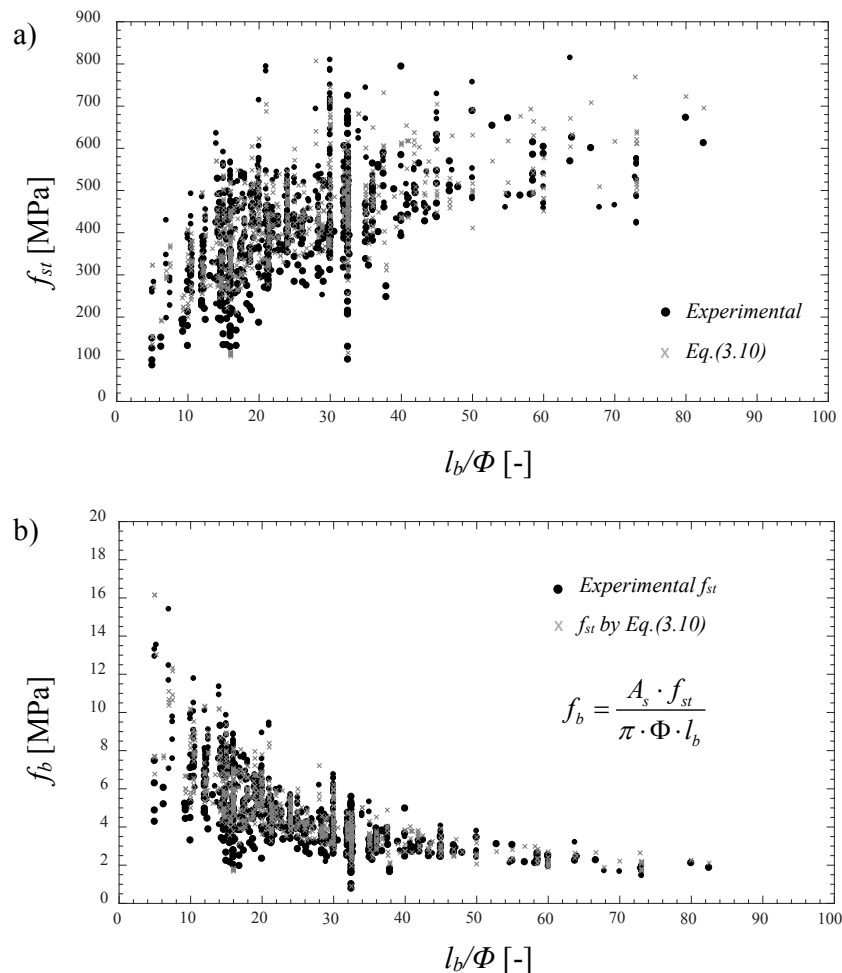 a)
900
800
700
600
500
400
300
200
100
0
f_st [MPa]
● Experimental
× Eq.(3.10)
0 10 20 30 40 50 60 70 80 90 100
l_b/Φ [-]
b)
20
18
16
14
12
10
8
6
4
2
0
f_b [MPa]
● Experimental f_st
× f_st by Eq.(3.10)
f_b = A_s · f_st / π · Φ · l_b
0 10 20 30 40 50 60 70 80 90 100
l_b/Φ [-]